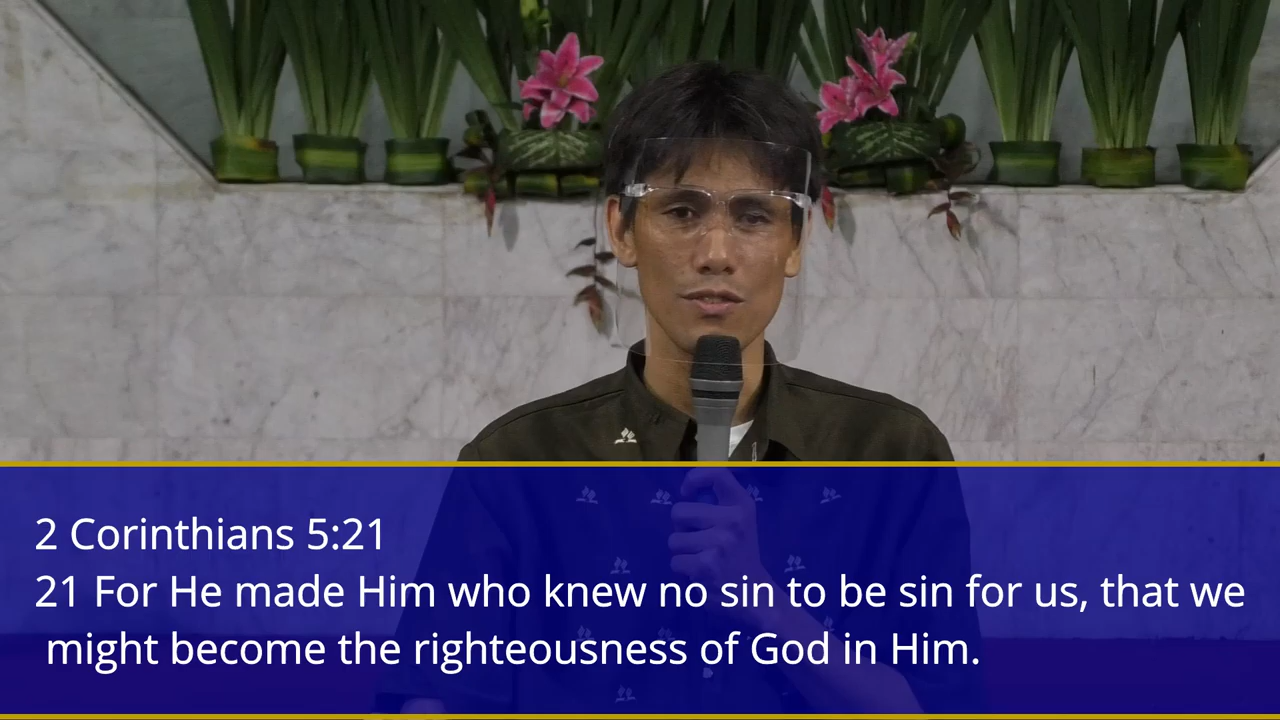 2 Corinthians 5:21
21 For He made Him who knew no sin to be sin for us, that we
might become the righteousness of God in Him.